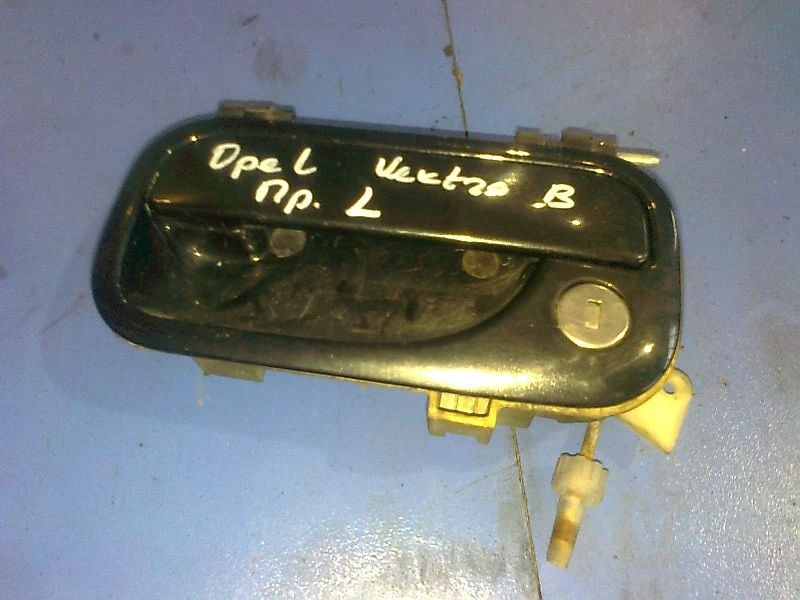 Opel Vectra B
Пр. L